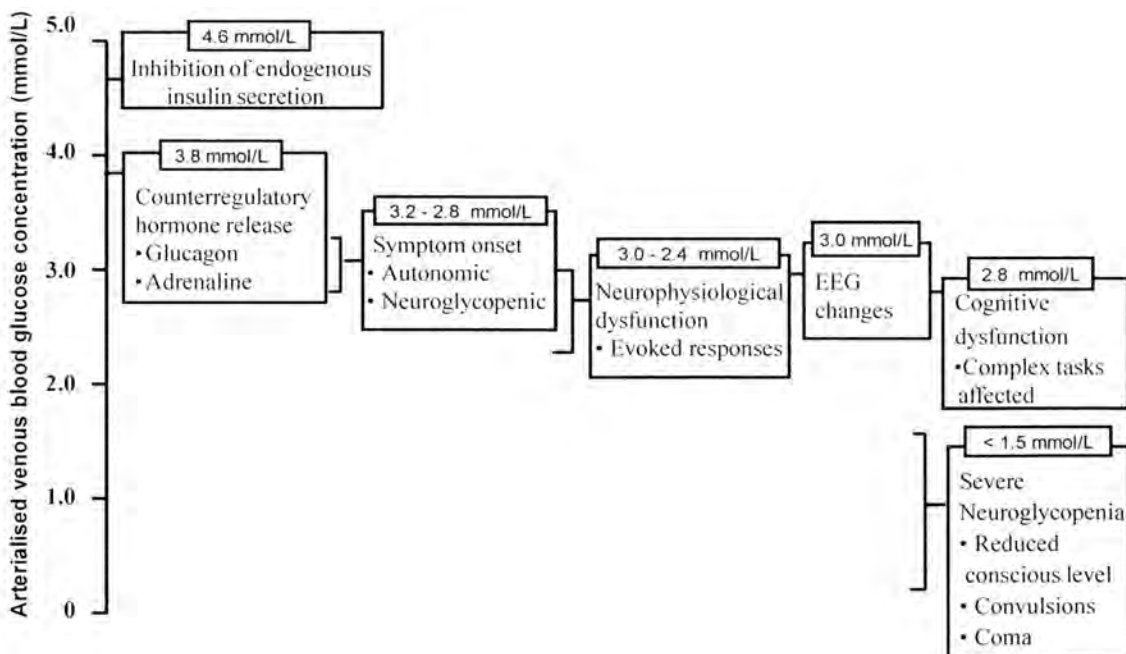 Arterialised venous blood glucose concentration (mmol/L)
5.0
4.0
3.0
2.0
1.0
0
4.6 mmol/L
Inhibition of endogenous
insulin secretion
3.8 mmol/L
Counterregulatory
hormone release
• Glucagon
• Adrenaline
3.2 - 2.8 mmol/L
Symptom onset
• Autonomic
• Neuroglycopenic
3.0 - 2.4 mmol/L
Neurophysiological
dysfunction
• Evoked responses
3.0 mmol/L
EEG
changes
2.8 mmol/L
Cognitive
dysfunction
•Complex tasks
affected
< 1.5 mmol/L
Severe
Neuroglycopenia
• Reduced
conscious level
• Convulsions
• Coma